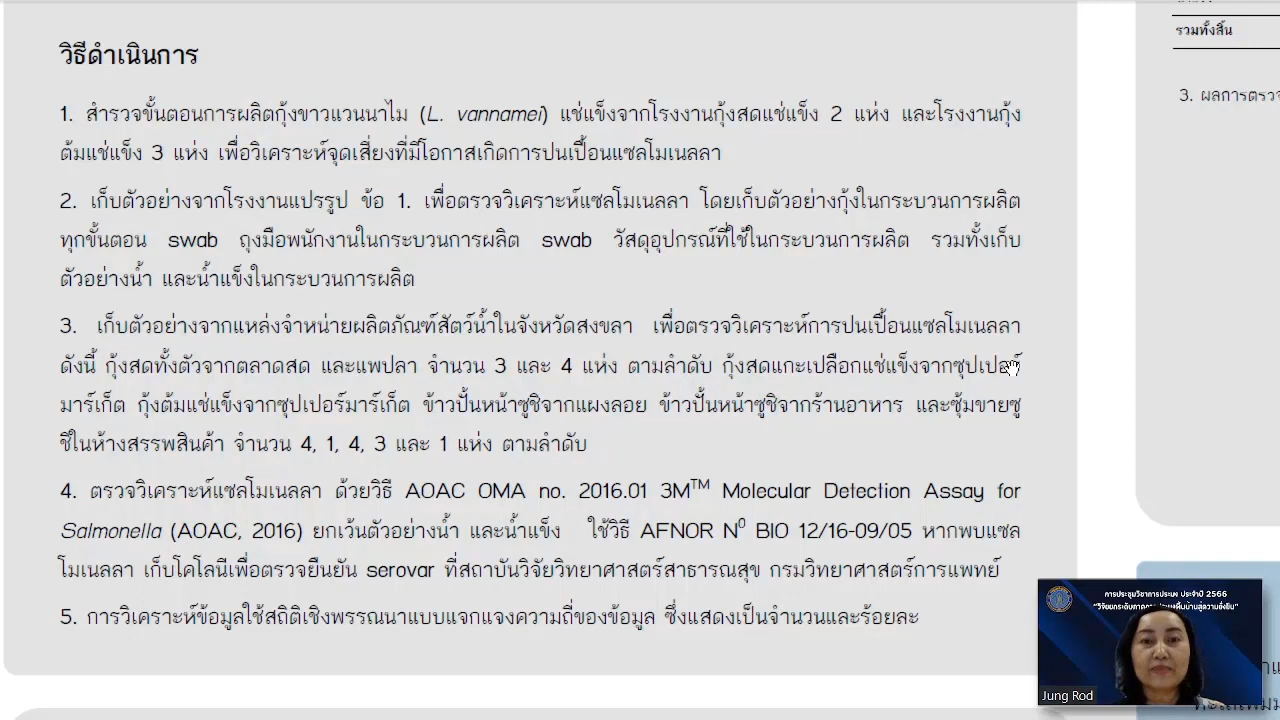 วิธีดำเนินการ
1. สำรวจขั้นตอนการผลิตกุ้งขาวแวนนาไม (L. vannamei) แช่แข็งจากโรงงานกุ้งสดแช่แข็ง 2 แห่ง และโรงงานกุ้ง
ต้มแช่แข็ง 3 แห่ง เพื่อวิเคราะห์จุดเสี่ยงที่มีโอกาสเกิดการปนเปื้อนแซลโมเนลลา
2. เก็บตัวอย่างจากโรงงานแปรรูป ข้อ 1. เพื่อตรวจวิเคราะห์แซลโมเนลลา โดยเก็บตัวอย่างกุ้งในกระบวนการผลิต
ทุกขั้นตอน swab ถุงมือพนักงานในกระบวนการผลิต swab วัสดุอุปกรณ์ที่ใช้ในกระบวนการผลิต รวมทั้งเก็บ
ตัวอย่างน้ำ และน้ำแข็งในกระบวนการผลิต
3. เก็บตัวอย่างจากแหล่งจำหน่ายผลิตภัณฑ์สัตว์น้ำในจังหวัดสงขลา เพื่อตรวจวิเคราะห์การปนเปื้อนแซลโมเนลลา
ดังนี้ กุ้งสดทั้งตัวจากตลาดสด และแพปลา จำนวน 3 และ 4 แห่ง ตามลำดับ กุ้งสดแกะเปลือกแช่แข็งจากซุปเปอร์
มาร์เก็ต กุ้งต้มแช่แข็งจากซุปเปอร์มาร์เก็ต ข้าวปั้นหน้าซูชิจากแผงลอย ข้าวปั้นหน้าซูชิจากร้านอาหาร และซุ้มขายซู
ชิในห้างสรรพสินค้า จำนวน 4, 1, 4, 3 และ 1 แห่ง ตามลำดับ
4. ตรวจวิเคราะห์แซลโมเนลลา ด้วยวิธี AOAC OMA no. 2016.01 3M™ Molecular Detection Assay for
Salmonella (AOAC, 2016) ยกเว้นตัวอย่างน้ำ และน้ำแข็ง ใช้วิธี AFNOR N⁰ BIO 12/16-09/05 หากพบแซล
โมเนลลา เก็บโคโลนีเพื่อตรวจยืนยัน serovar ที่สถาบันวิจัยวิทยาศาสตร์สาธารณสุข กรมวิทยาศาสตร์การแพทย์
5. การวิเคราะห์ข้อมูลใช้สถิติเชิงพรรณนาแบบแจกแจงความถี่ของข้อมูล ซึ่งแสดงเป็นจำนวนและร้อยละ
รวมทั้งสิ้น
3. ผลการตรวจ
การประชุมวิชาการประมง ประจำปี 2566
Jung Rod